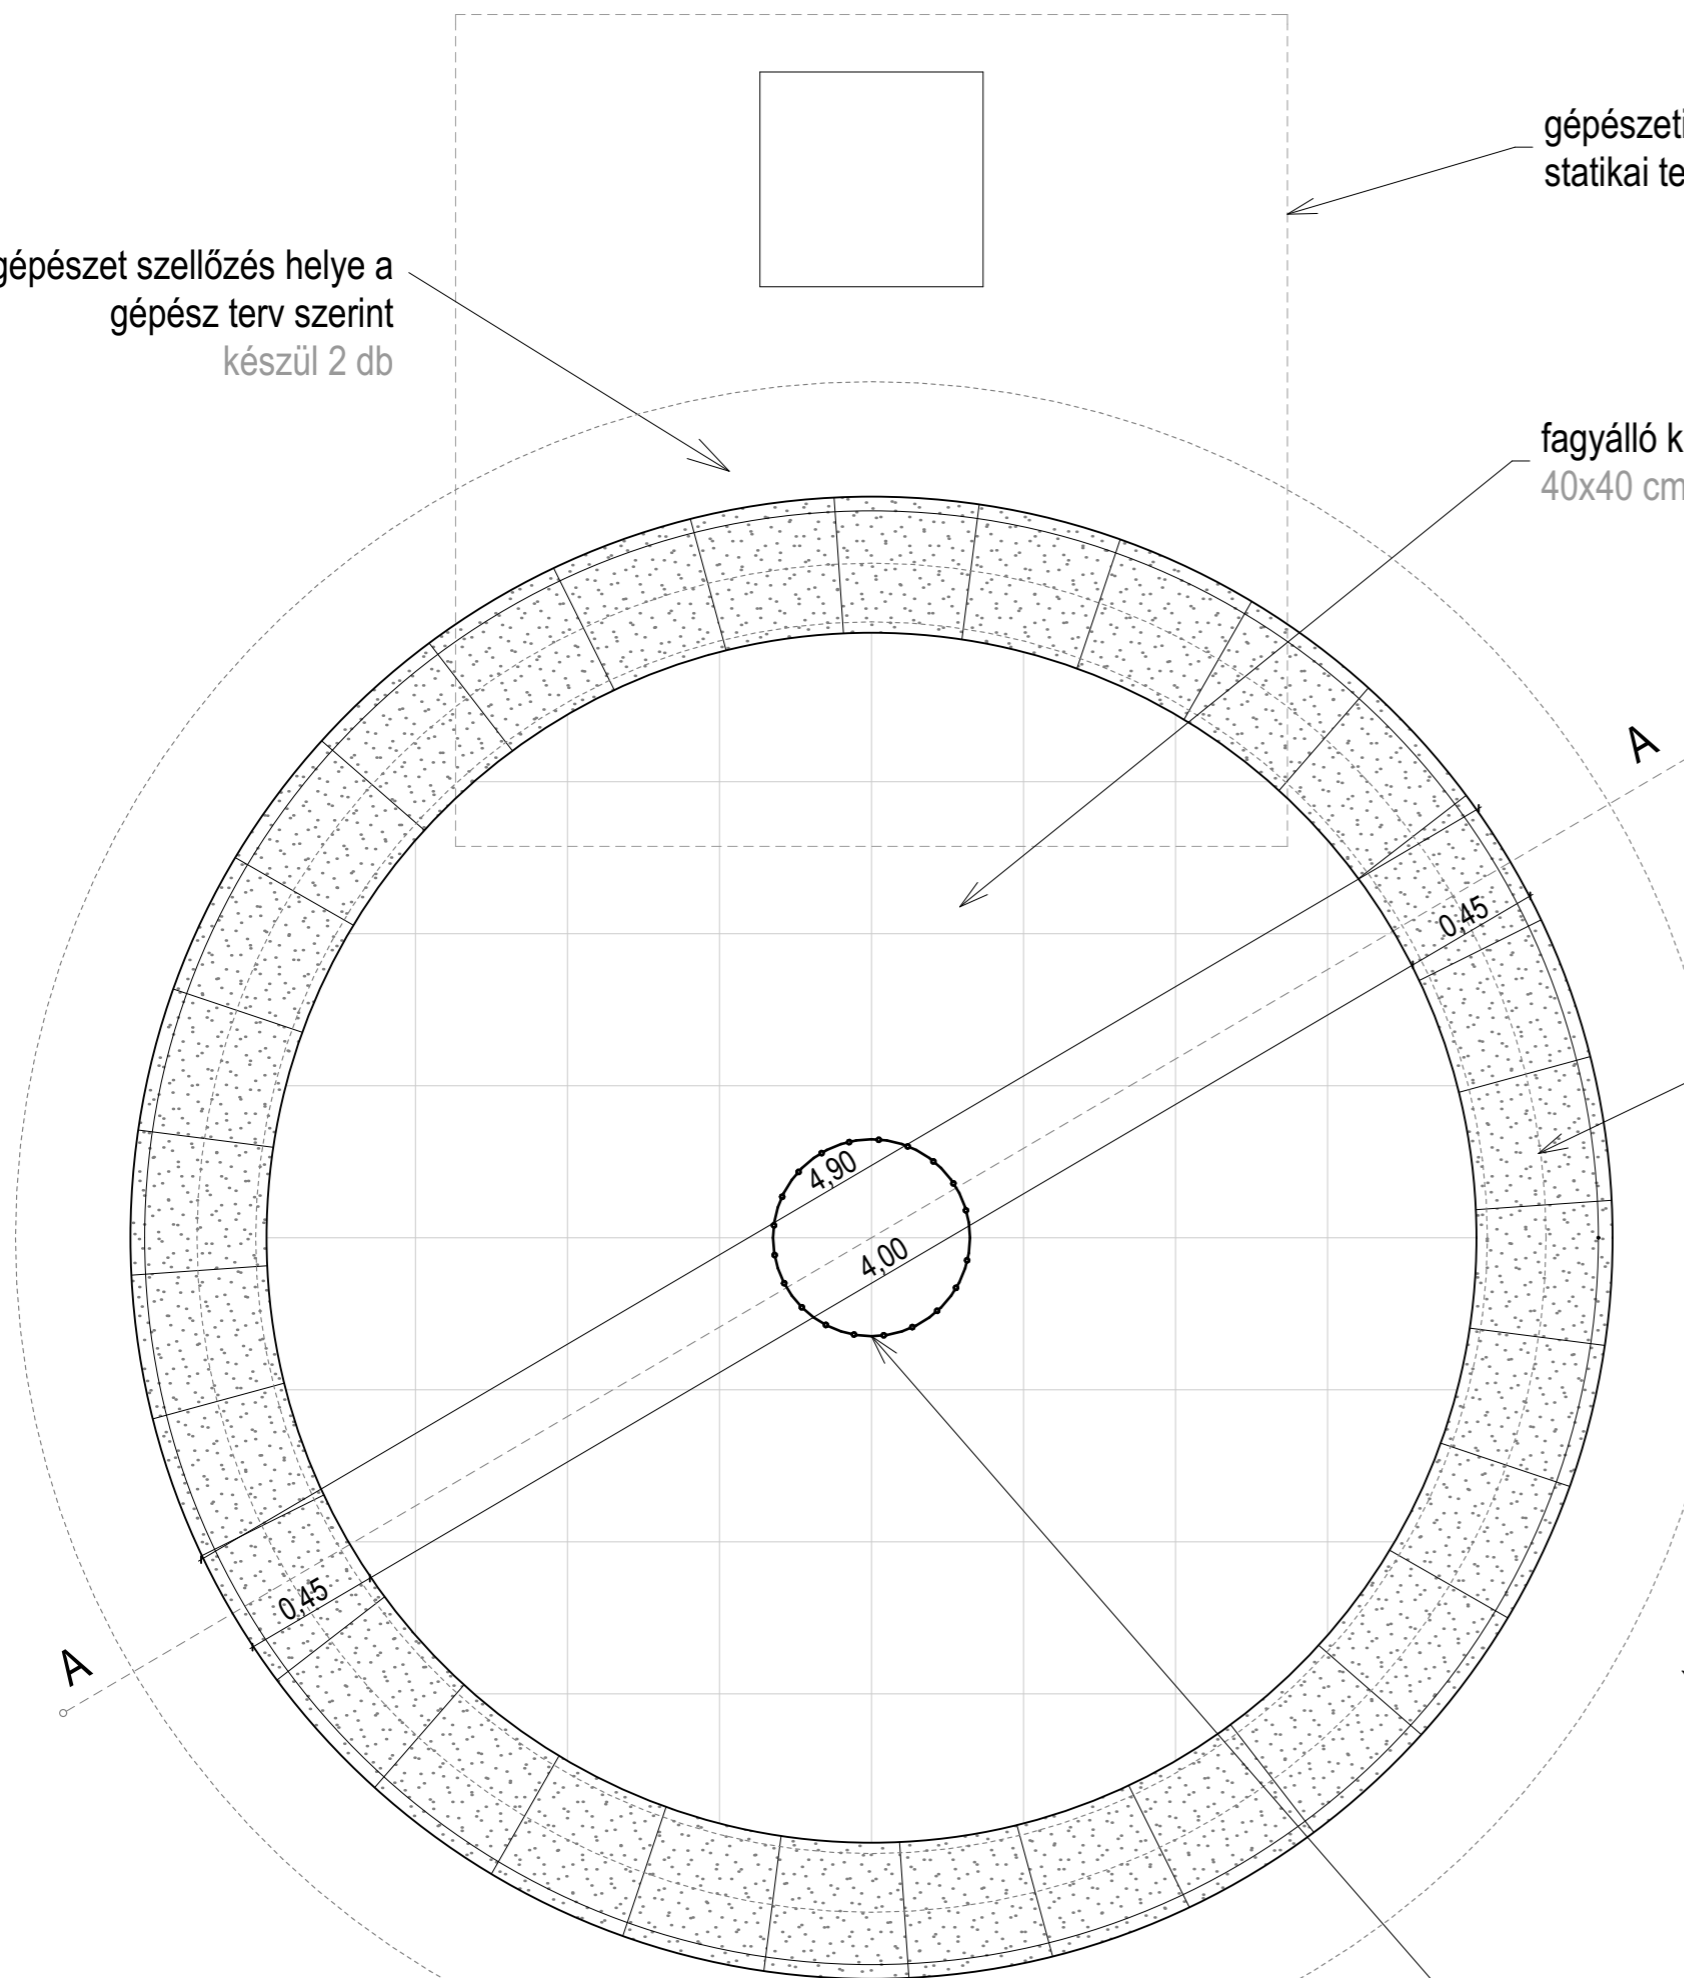 gépészeti
statikai te
gépészet szellőzés helye a
gépész terv szerint
készül 2 db
fagyálló k
40x40 cm
A
0,45
4,90
4,00
0,45
A